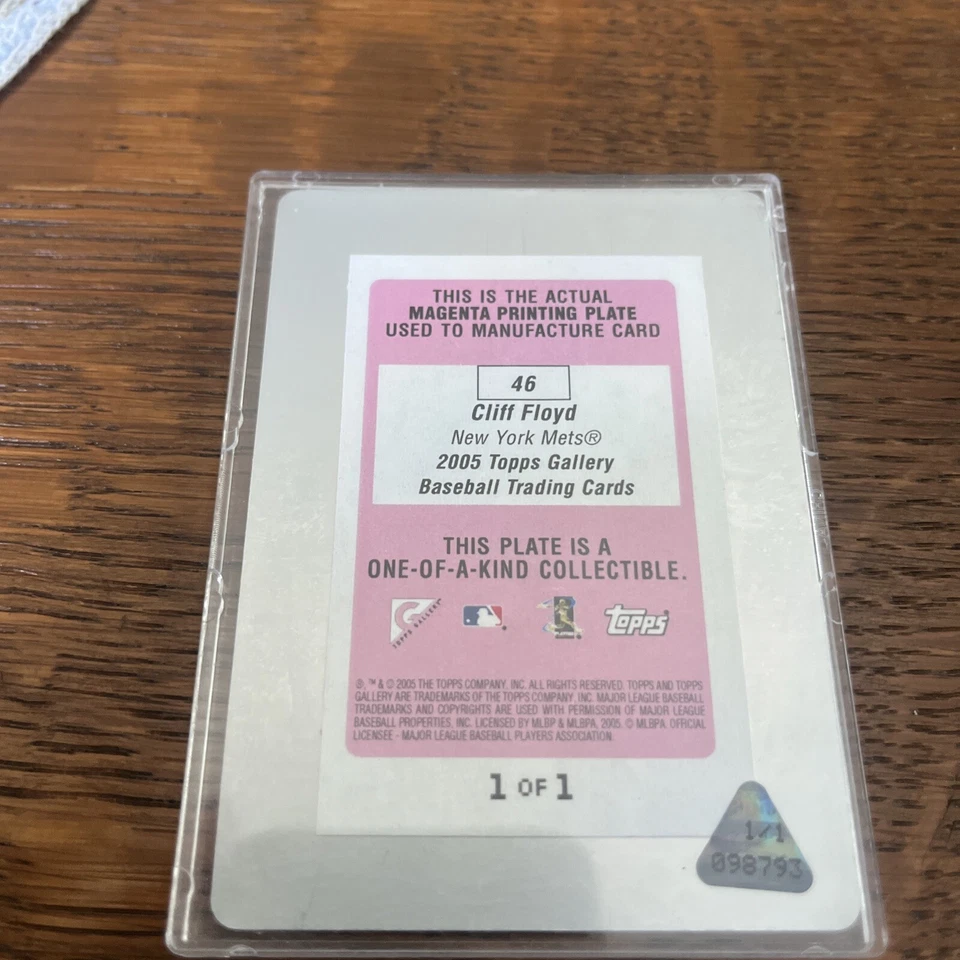 THIS IS THE ACTUAL
MAGENTA PRINTING PLATE
USED TO MANUFACTURE CARD
46
Cliff Floyd
New York Mets®
2005 Topps Gallery
Baseball Trading Cards
THIS PLATE IS A
ONE-OF-A-KIND COLLECTIBLE.
TOPPS GALLERY™
topps
®, ™ & © 2005 THE TOPPS COMPANY, INC. ALL RIGHTS RESERVED. TOPPS AND TOPPS
GALLERY ARE TRADEMARKS OF THE TOPPS COMPANY, INC. MAJOR LEAGUE BASEBALL
TRADEMARKS AND COPYRIGHTS ARE USED WITH PERMISSION OF MAJOR LEAGUE
BASEBALL PROPERTIES, INC. LICENSED BY MLBP & MLBPA, 2005. © MLBPA. OFFICIAL
LICENSEE - MAJOR LEAGUE BASEBALL PLAYERS ASSOCIATION.
1 OF 1
1/1
098793